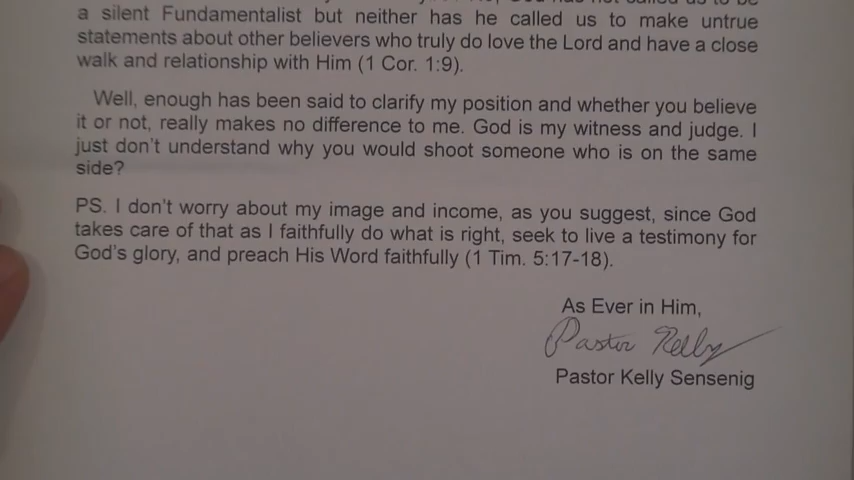 a silent Fundamentalist but neither has he called us to make untrue
statements about other believers who truly do love the Lord and have a close
walk and relationship with Him (1 Cor. 1:9).
Well, enough has been said to clarify my position and whether you believe
it or not, really makes no difference to me. God is my witness and judge. I
just don't understand why you would shoot someone who is on the same
side?
PS. I don't worry about my image and income, as you suggest, since God
takes care of that as I faithfully do what is right, seek to live a testimony for
God's glory, and preach His Word faithfully (1 Tim. 5:17-18).
As Ever in Him,
Pastor Kelly
Pastor Kelly Sensenig